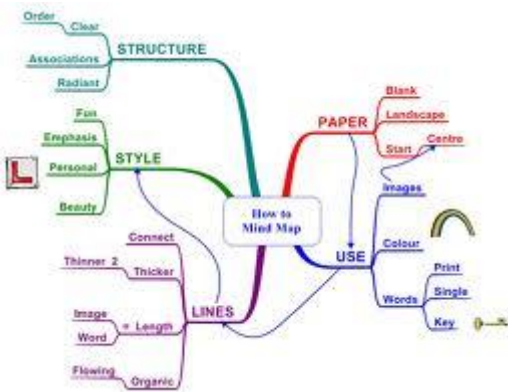 How to
Mind Map
PAPER
Blank
Landscape
Start
Centre
USE
Images
Colour
Words
Print
Single
Key
LINES
Connect
Thinner 2 Thicker
Image
Word
= Length
Flowing
Organic
STYLE
Fun
Emphasis
Personal
Beauty
L
STRUCTURE
Order
Clear
Associations
Radiant